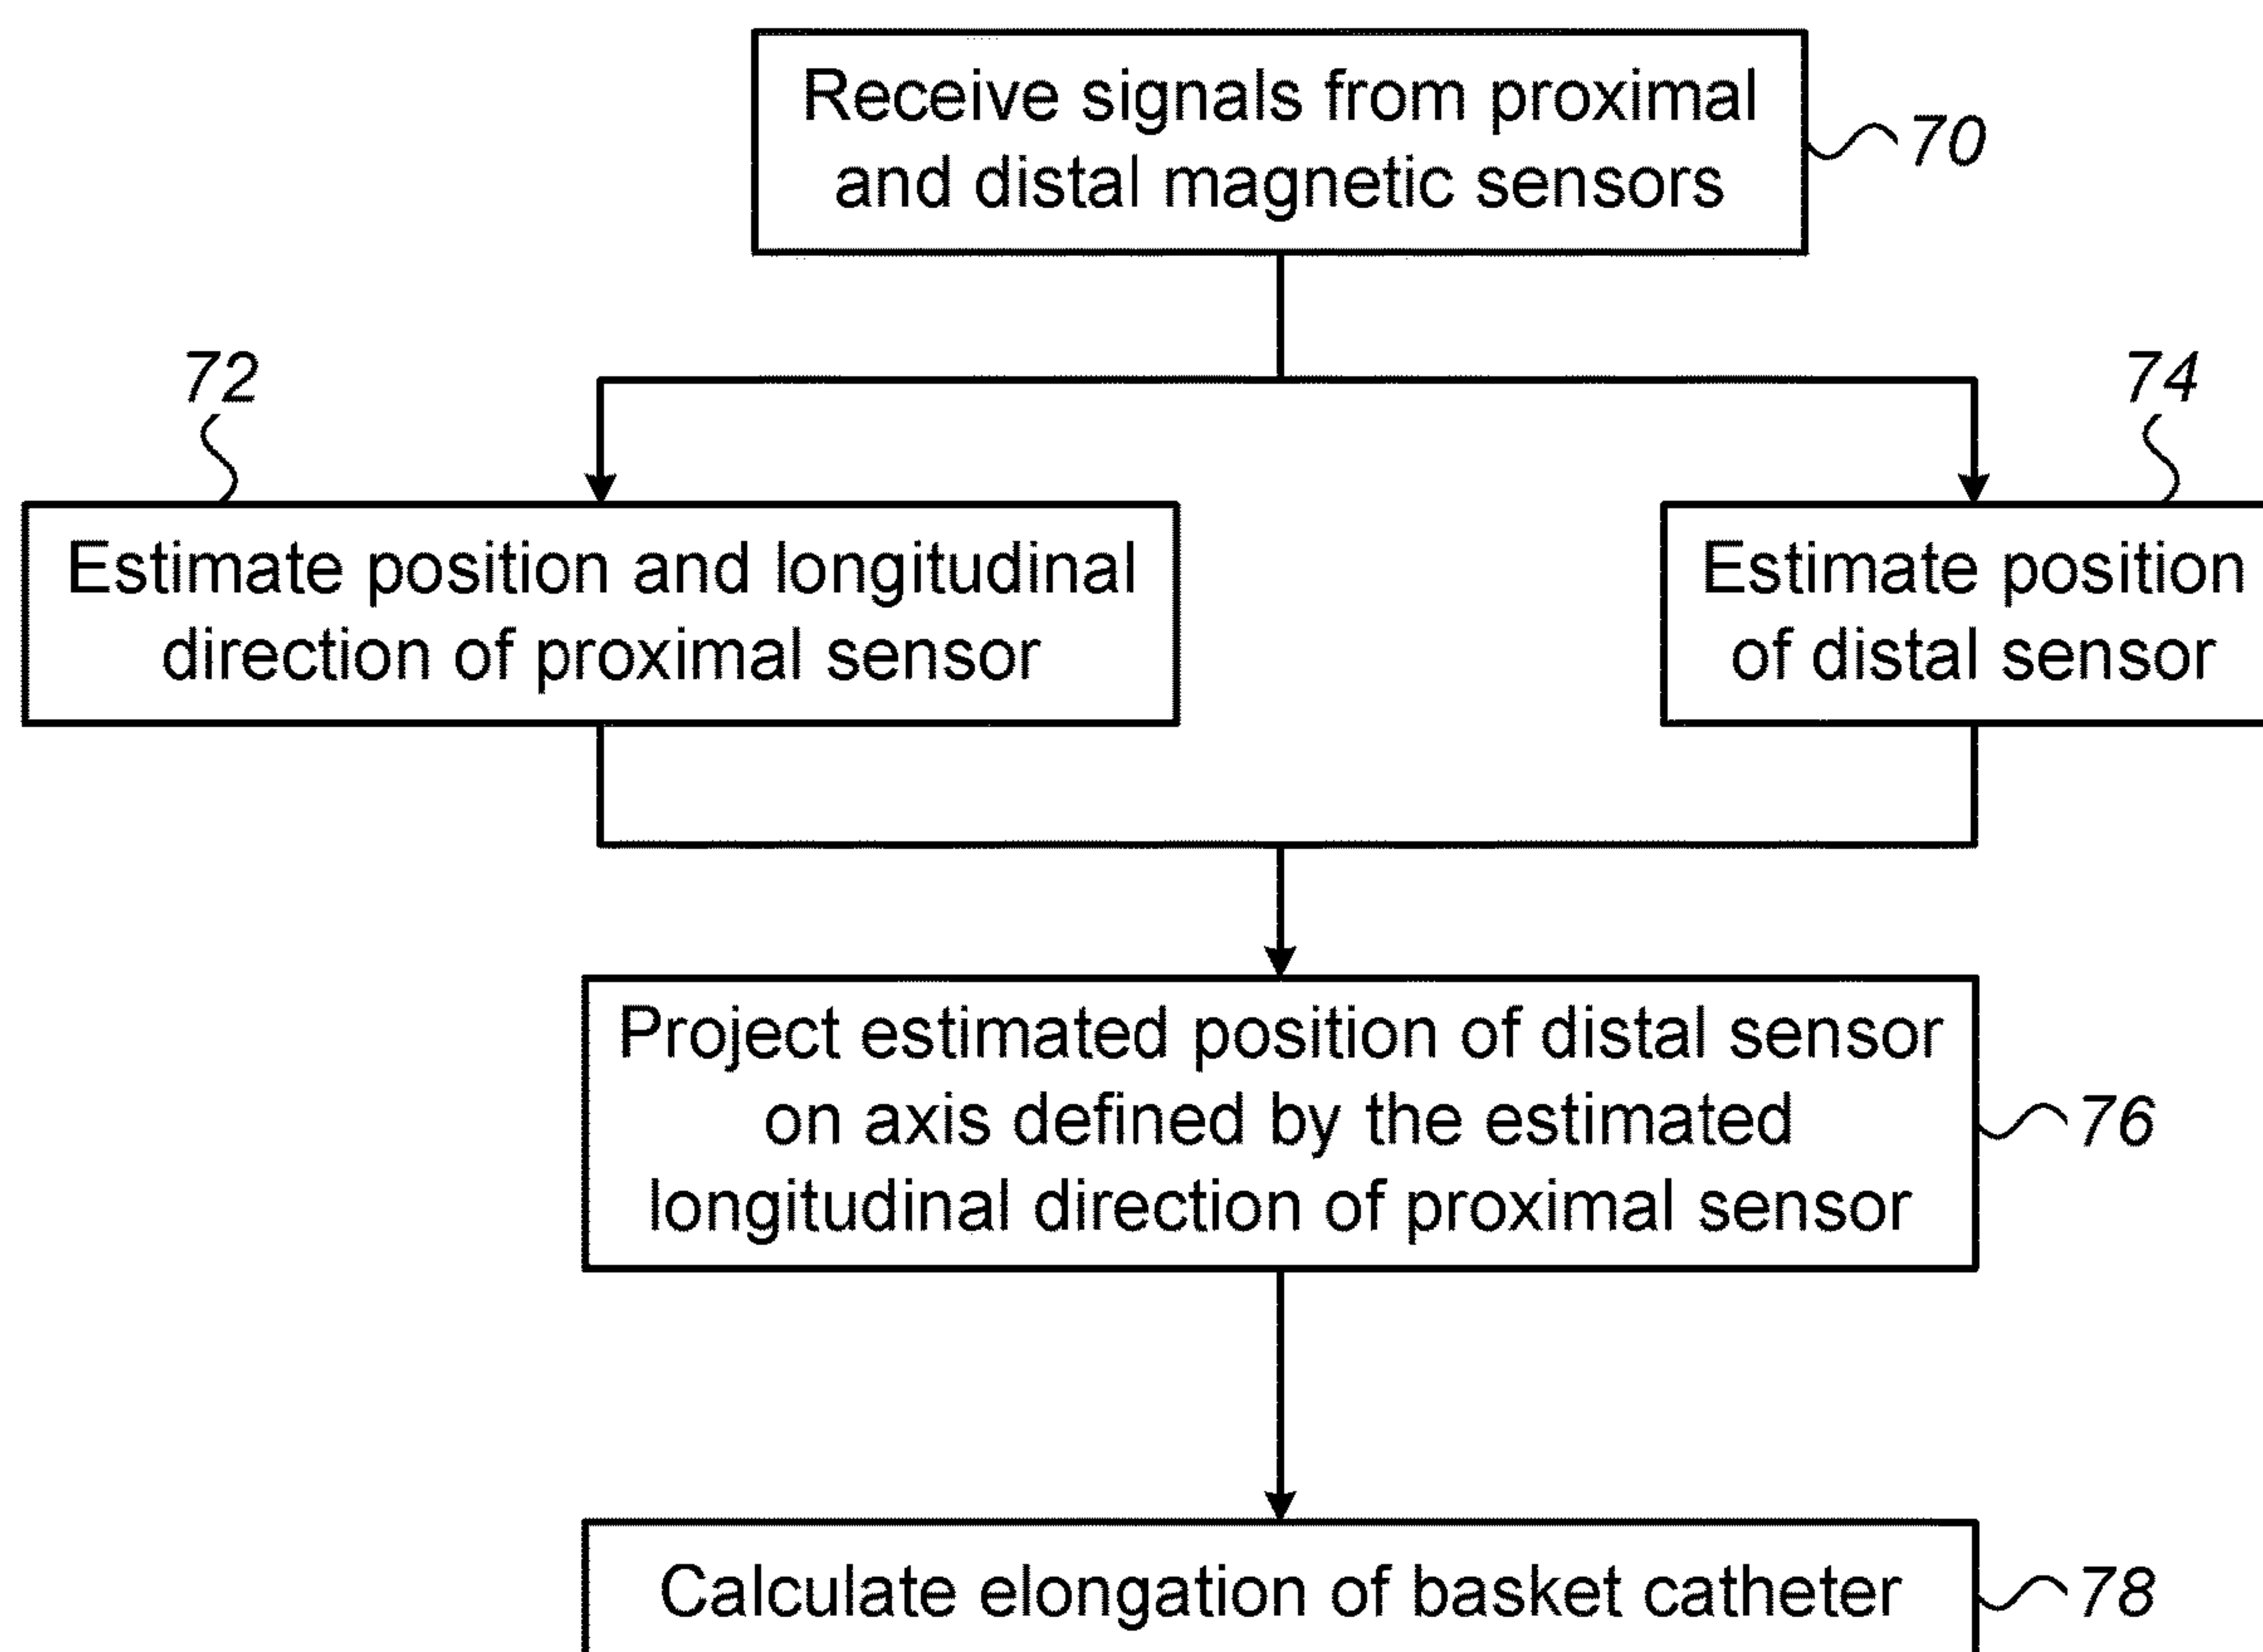 Receive signals from proximal
and distal magnetic sensors
70
72
74
Estimate position and longitudinal
direction of proximal sensor
Estimate position
of distal sensor
Project estimated position of distal sensor
on axis defined by the estimated
longitudinal direction of proximal sensor
76
Calculate elongation of basket catheter
78